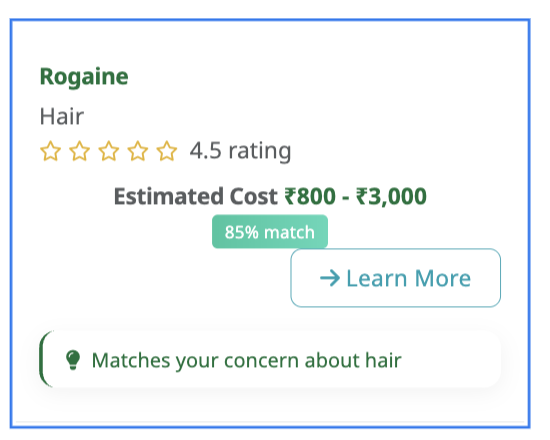 Rogaine
Hair
4.5 rating
Estimated Cost ₹800 - ₹3,000
85% match
Learn More
Matches your concern about hair